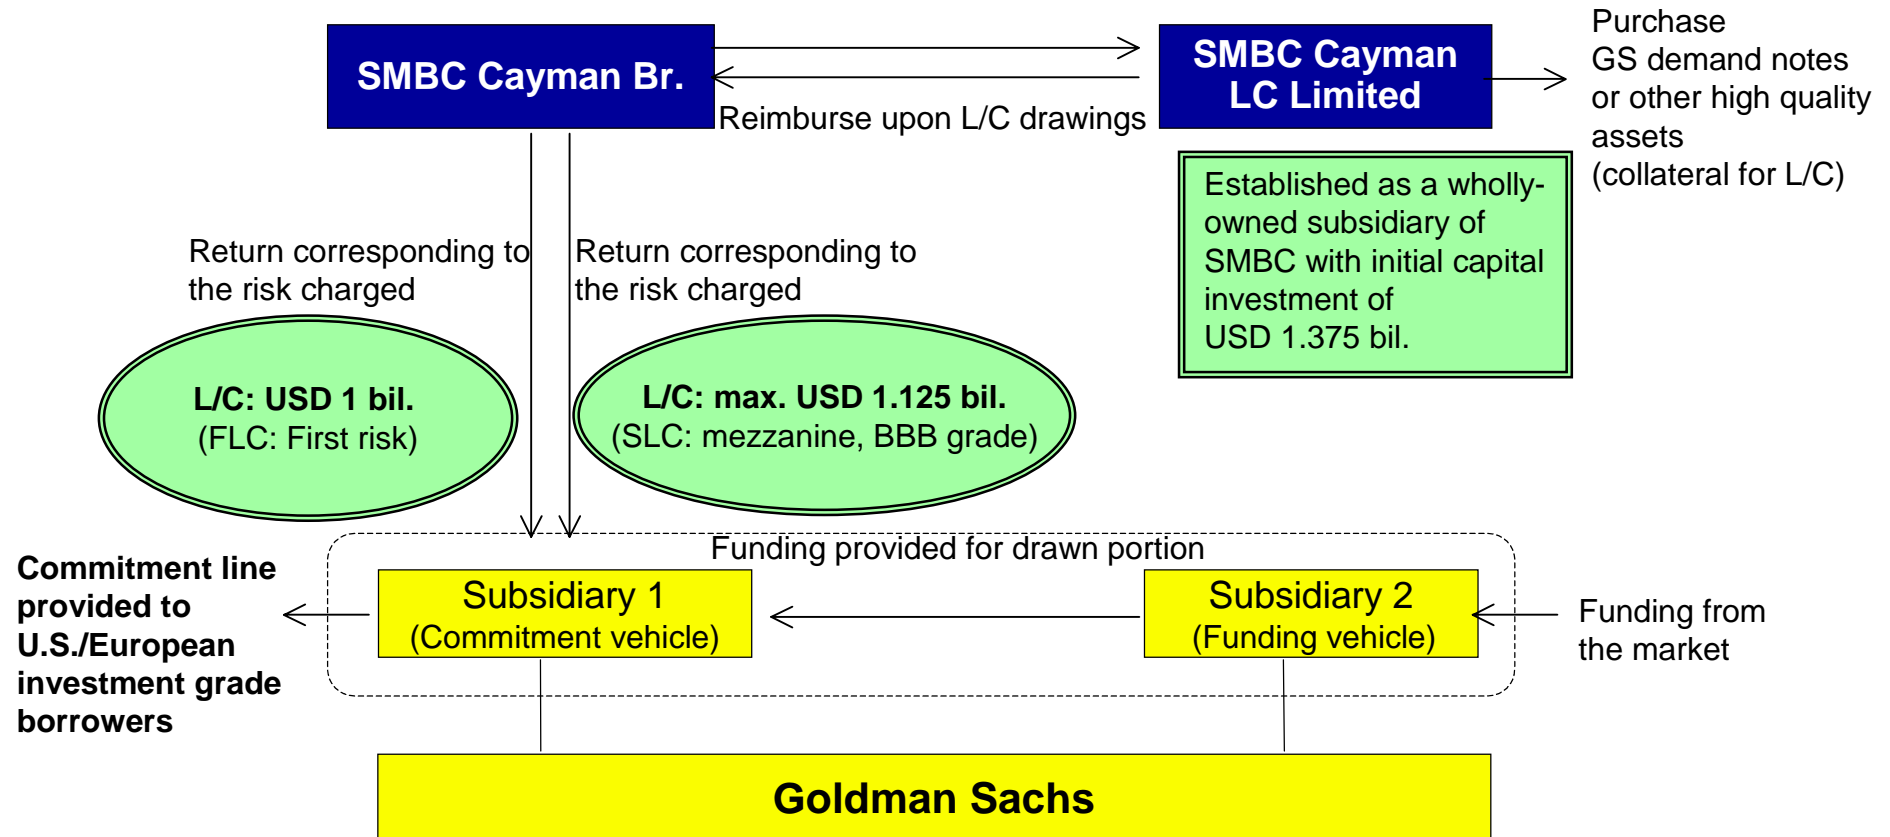 SMBC Cayman Br.
SMBC Cayman
LC Limited
Purchase
GS demand notes
or other high quality
assets
(collateral for L/C)
Reimburse upon L/C drawings
Established as a wholly-
owned subsidiary of
SMBC with initial capital
investment of
USD 1.375 bil.
Return corresponding to
the risk charged
Return corresponding to
the risk charged
L/C: USD 1 bil.
(FLC: First risk)
L/C: max. USD 1.125 bil.
(SLC: mezzanine, BBB grade)
Funding provided for drawn portion
Commitment line
provided to
U.S./European
investment grade
borrowers
Subsidiary 1
(Commitment vehicle)
Subsidiary 2
(Funding vehicle)
Funding from
the market
Goldman Sachs